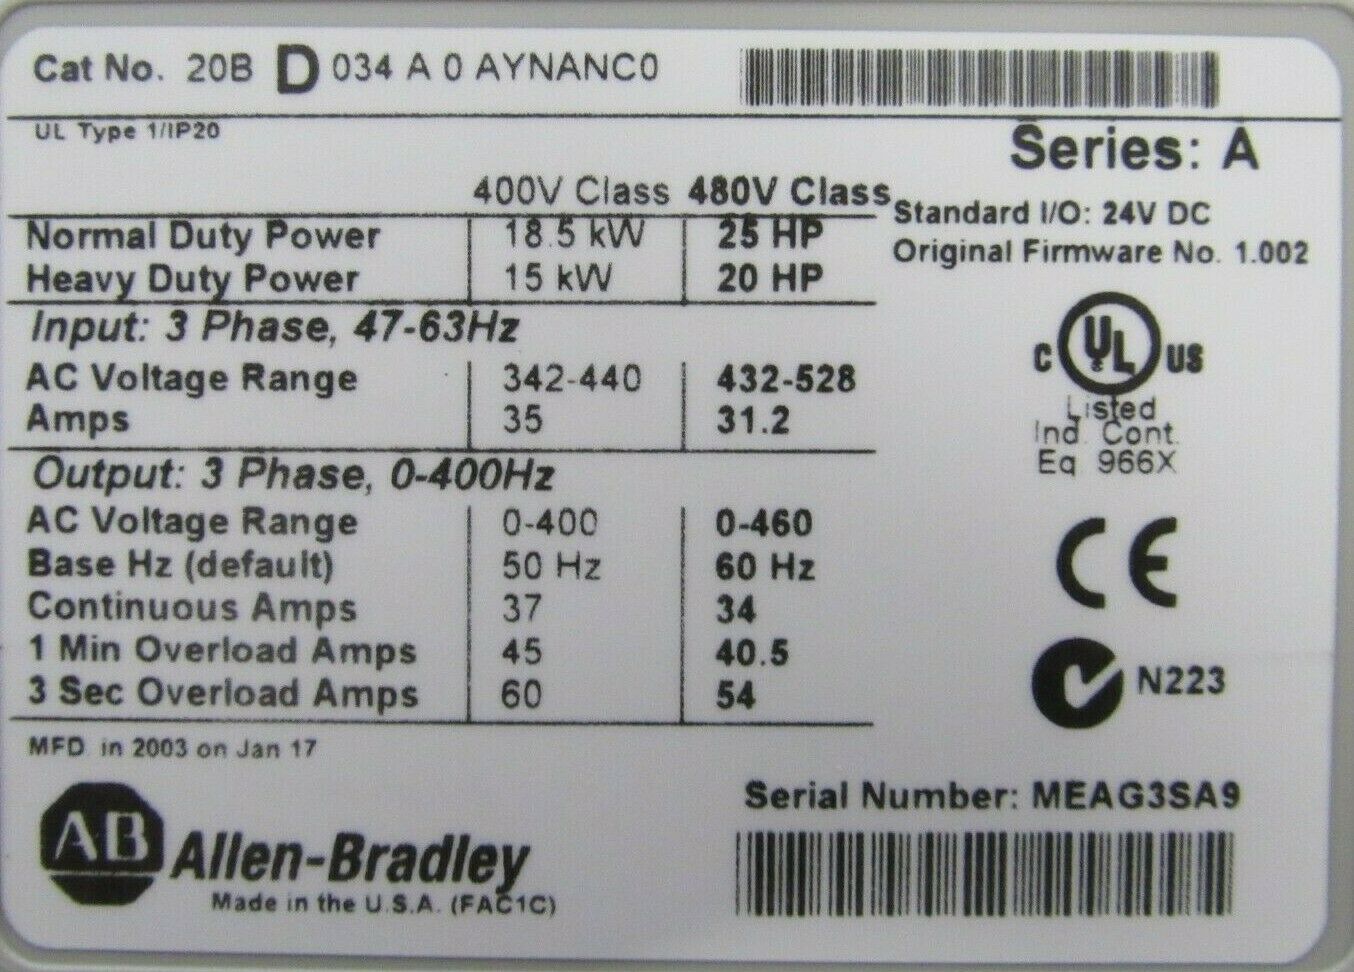 Cat No. 20B D 034 A 0 AYNANC0
UL Type 1/IP20
Series: A
400V Class 480V Class
Standard I/O: 24V DC
Original Firmware No. 1.002
Normal Duty Power 18.5 kW 25 HP
Heavy Duty Power 15 kW 20 HP
Input: 3 Phase, 47-63Hz
AC Voltage Range 342-440 432-528
Amps 35 31.2
C UL US
Listed
Ind. Cont.
Eq 966X
Output: 3 Phase, 0-400Hz
AC Voltage Range 0-400 0-460
Base Hz (default) 50 Hz 60 Hz
Continuous Amps 37 34
1 Min Overload Amps 45 40.5
3 Sec Overload Amps 60 54
CE
N223
MFD. in 2003 on Jan 17
Serial Number: MEAG3SA9
AB Allen-Bradley
Made in the U.S.A. (FAC1C)